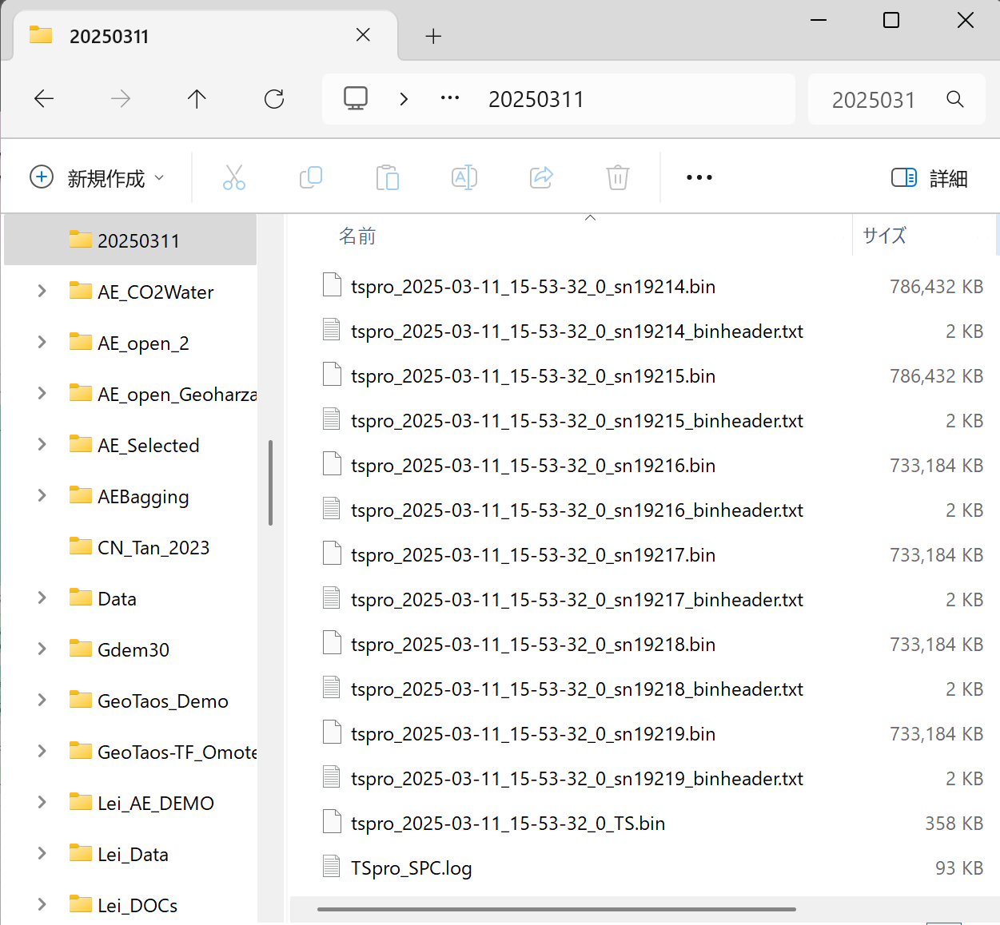 20250311
20250311
2025031
新規作成
詳細
20250311
AE_CO2Water
AE_open_2
AE_open_Geoharza
AE_Selected
AEBagging
CN_Tan_2023
Data
Gdem30
GeoTaos_Demo
GeoTaos-TF_Omote
Lei_AE_DEMO
Lei_Data
Lei_DOCs
名前 サイズ
tspro_2025-03-11_15-53-32_0_sn19214.bin 786,432 KB
tspro_2025-03-11_15-53-32_0_sn19214_binheader.txt 2 KB
tspro_2025-03-11_15-53-32_0_sn19215.bin 786,432 KB
tspro_2025-03-11_15-53-32_0_sn19215_binheader.txt 2 KB
tspro_2025-03-11_15-53-32_0_sn19216.bin 733,184 KB
tspro_2025-03-11_15-53-32_0_sn19216_binheader.txt 2 KB
tspro_2025-03-11_15-53-32_0_sn19217.bin 733,184 KB
tspro_2025-03-11_15-53-32_0_sn19217_binheader.txt 2 KB
tspro_2025-03-11_15-53-32_0_sn19218.bin 733,184 KB
tspro_2025-03-11_15-53-32_0_sn19218_binheader.txt 2 KB
tspro_2025-03-11_15-53-32_0_sn19219.bin 733,184 KB
tspro_2025-03-11_15-53-32_0_sn19219_binheader.txt 2 KB
tspro_2025-03-11_15-53-32_0_TS.bin 358 KB
TSpro_SPC.log 93 KB